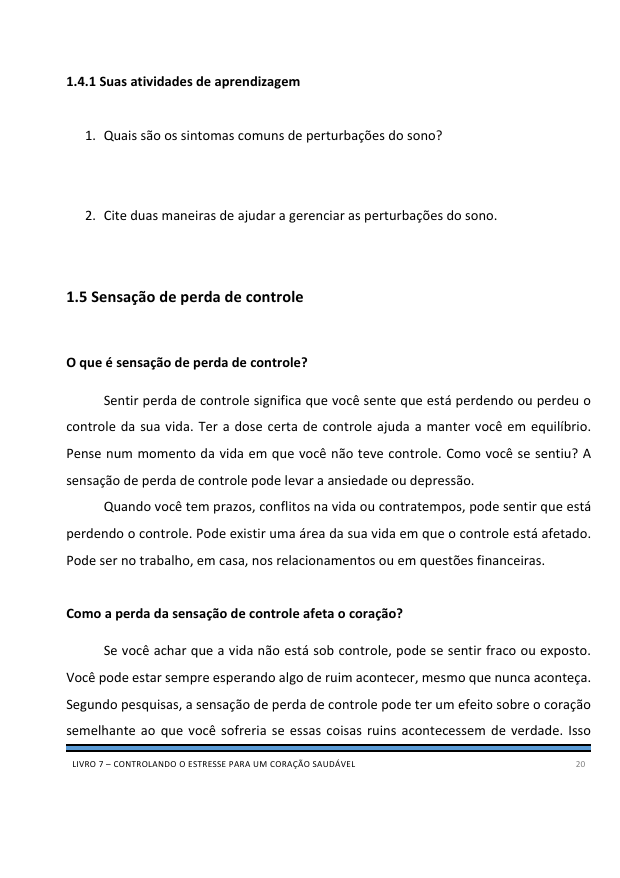 1.4.1 Suas atividades de aprendizagem
1. Quais são os sintomas comuns de perturbações do sono?
2. Cite duas maneiras de ajudar a gerenciar as perturbações do sono.
1.5 Sensação de perda de controle
O que é sensação de perda de controle?
Sentir perda de controle significa que você sente que está perdendo ou perdeu o
controle da sua vida. Ter a dose certa de controle ajuda a manter você em equilíbrio.
Pense num momento da vida em que você não teve controle. Como você se sentiu? A
sensação de perda de controle pode levar a ansiedade ou depressão.
Quando você tem prazos, conflitos na vida ou contratempos, pode sentir que está
perdendo o controle. Pode existir uma área da sua vida em que o controle está afetado.
Pode ser no trabalho, em casa, nos relacionamentos ou em questões financeiras.
Como a perda da sensação de controle afeta o coração?
Se você achar que a vida não está sob controle, pode se sentir fraco ou exposto.
Você pode estar sempre esperando algo de ruim acontecer, mesmo que nunca aconteça.
Segundo pesquisas, a sensação de perda de controle pode ter um efeito sobre o coração
semelhante ao que você sofreria se essas coisas ruins acontecessem de verdade. Isso
LIVRO 7 – CONTROLANDO O ESTRESSE PARA UM CORAÇÃO SAUDÁVEL 20